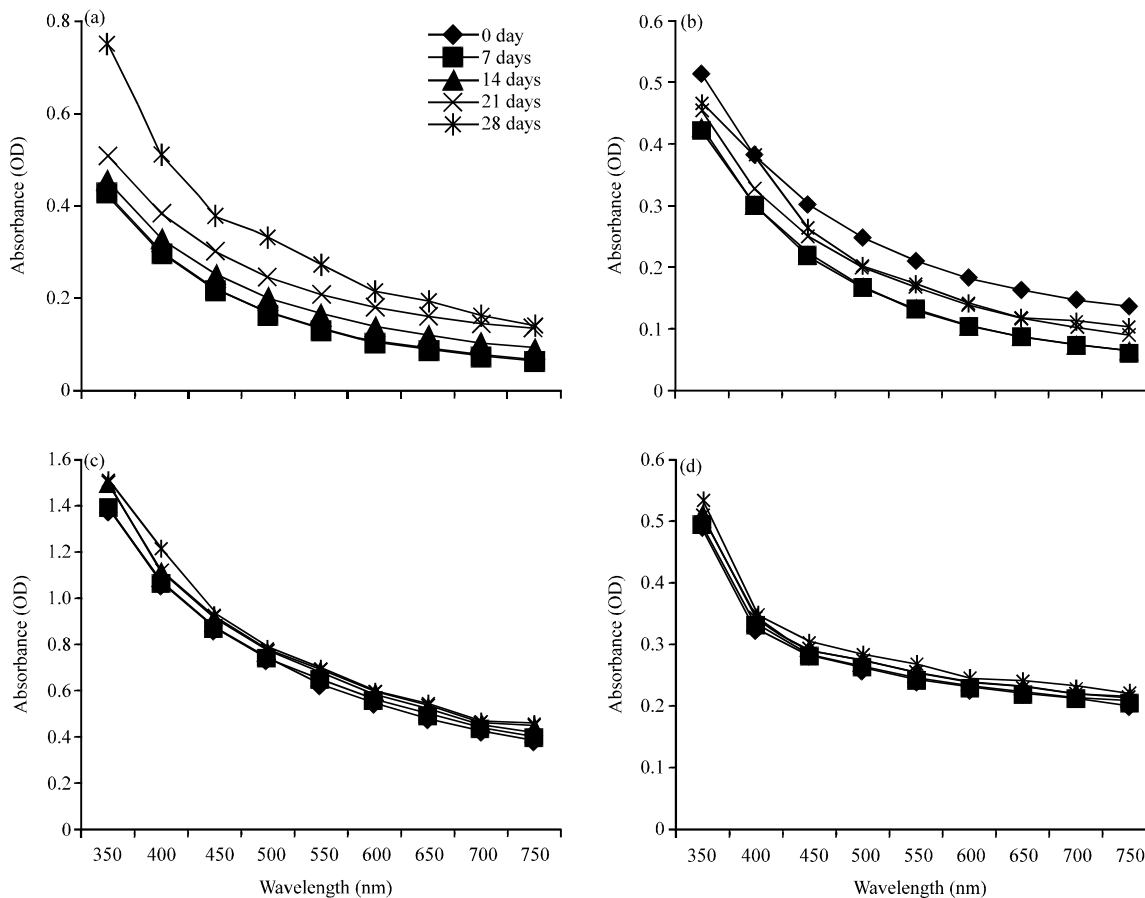 (a)
0.8
0.6
0.4
0.2
0
Absorbance (OD)
0 day
7 days
14 days
21 days
28 days
(b)
0.6
0.5
0.4
0.3
0.2
0.1
0
Absorbance (OD)
(c)
1.6
1.4
1.2
1.0
0.8
0.6
0.4
0.2
0
Absorbance (OD)
350 400 450 500 550 600 650 700 750
Wavelength (nm)
(d)
0.6
0.5
0.4
0.3
0.2
0.1
0
Absorbance (OD)
350 400 450 500 550 600 650 700 750
Wavelength (nm)